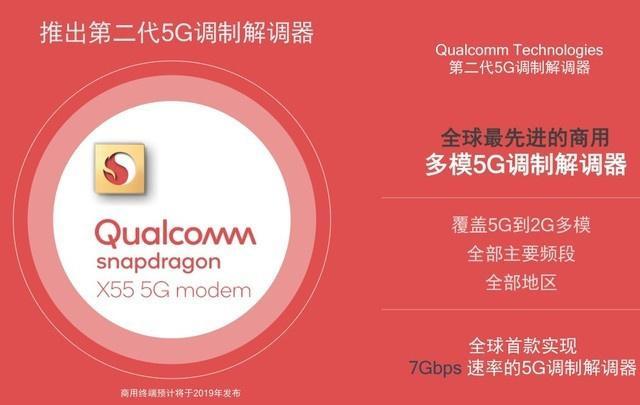 推出第二代5G调制解调器
Qualcomm
snapdragon
X55 5G modem
商用终端预计将于2019年发布
Qualcomm Technologies
第二代5G调制解调器
全球最先进的商用
多模5G调制解调器
覆盖5G到2G多模
全部主要频段
全部地区
全球首款实现
7Gbps 速率的5G调制解调器